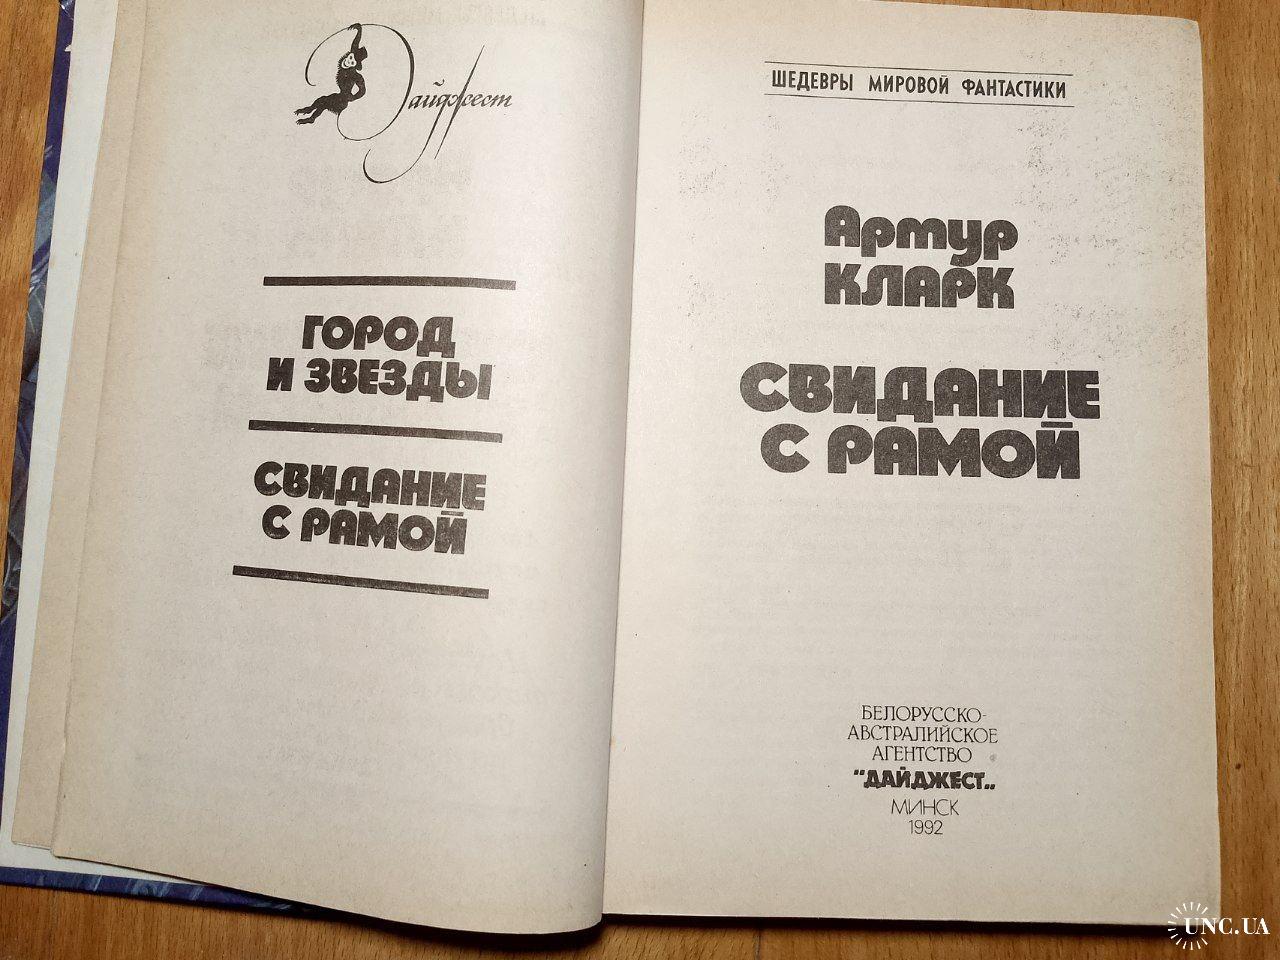 Дайджест
ГОРОД
И ЗВЕЗДЫ
СВИДАНИЕ
С РАМОЙ
ШЕДЕВРЫ МИРОВОЙ ФАНТАСТИКИ
Артур
КЛАРК
СВИДАНИЕ
С РАМОЙ
БЕЛОРУССКО-
АВСТРАЛИЙСКОЕ
АГЕНТСТВО
"ДАЙДЖЕСТ"
МИНСК
1992
UNC.UA